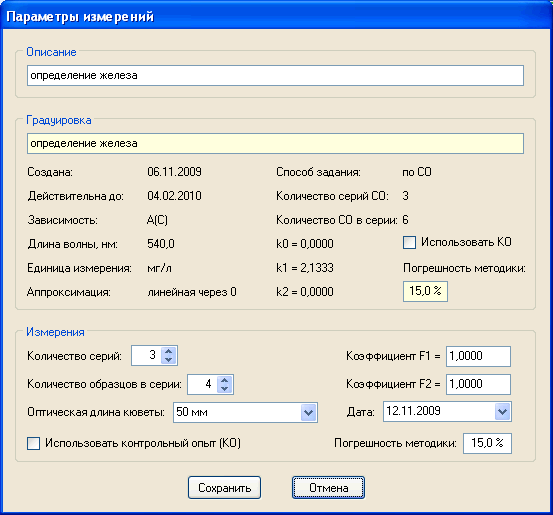 Параметры измерений
Описание
определение железа
Градуировка
определение железа
Создана: 06.11.2009 Способ задания: по СО
Действительна до: 04.02.2010 Количество серий СО: 3
Зависимость: A(C) Количество СО в серии: 6
Длина волны, нм: 540,0 k0 = 0,0000 Использовать КО
Единица измерения: мг/л k1 = 2,1333 Погрешность методики:
Аппроксимация: линейная через 0 k2 = 0,0000 15,0 %
Измерения
Количество серий: 3 Коэффициент F1 = 1,0000
Количество образцов в серии: 4 Коэффициент F2 = 1,0000
Оптическая длина кюветы: 50 мм Дата: 12.11.2009
Использовать контрольный опыт (КО) Погрешность методики: 15,0 %
Сохранить Отмена